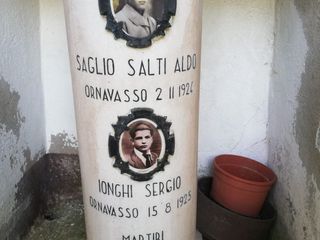 SAGLIO SALTI ALDO
ORNAVASSO 2 11 1924
IONGHI SERGIO
ORNAVASSO 15 8 1925
MARTIRI